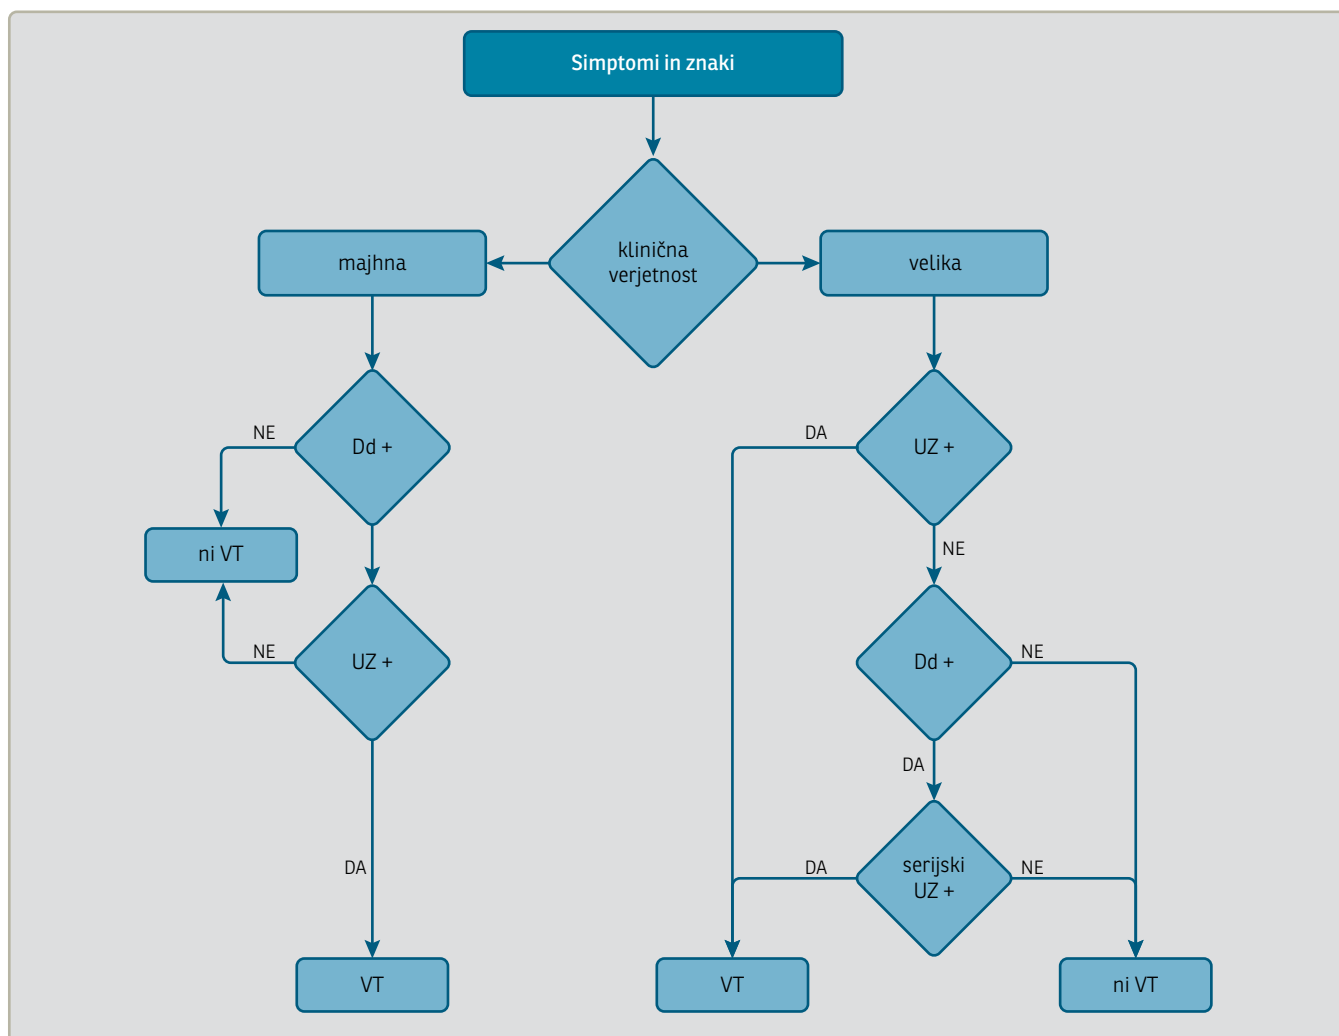 Simptomi in znaki
klinična
verjetnost
majhna
velika
NE
Dd +
DA
UZ +
ni VT
NE
NE
UZ +
Dd +
NE
DA
DA
DA
serijski
UZ +
NE
VT
VT
ni VT